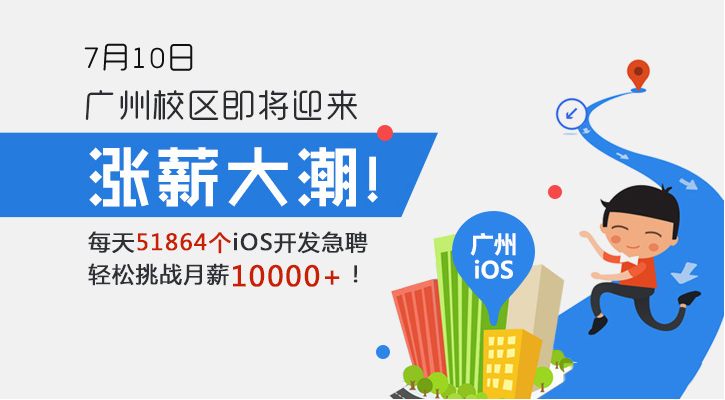 7月10日
广州校区即将迎来
涨薪大潮!
每天51864个iOS开发急聘
轻松挑战月薪10000+！
广州
iOS